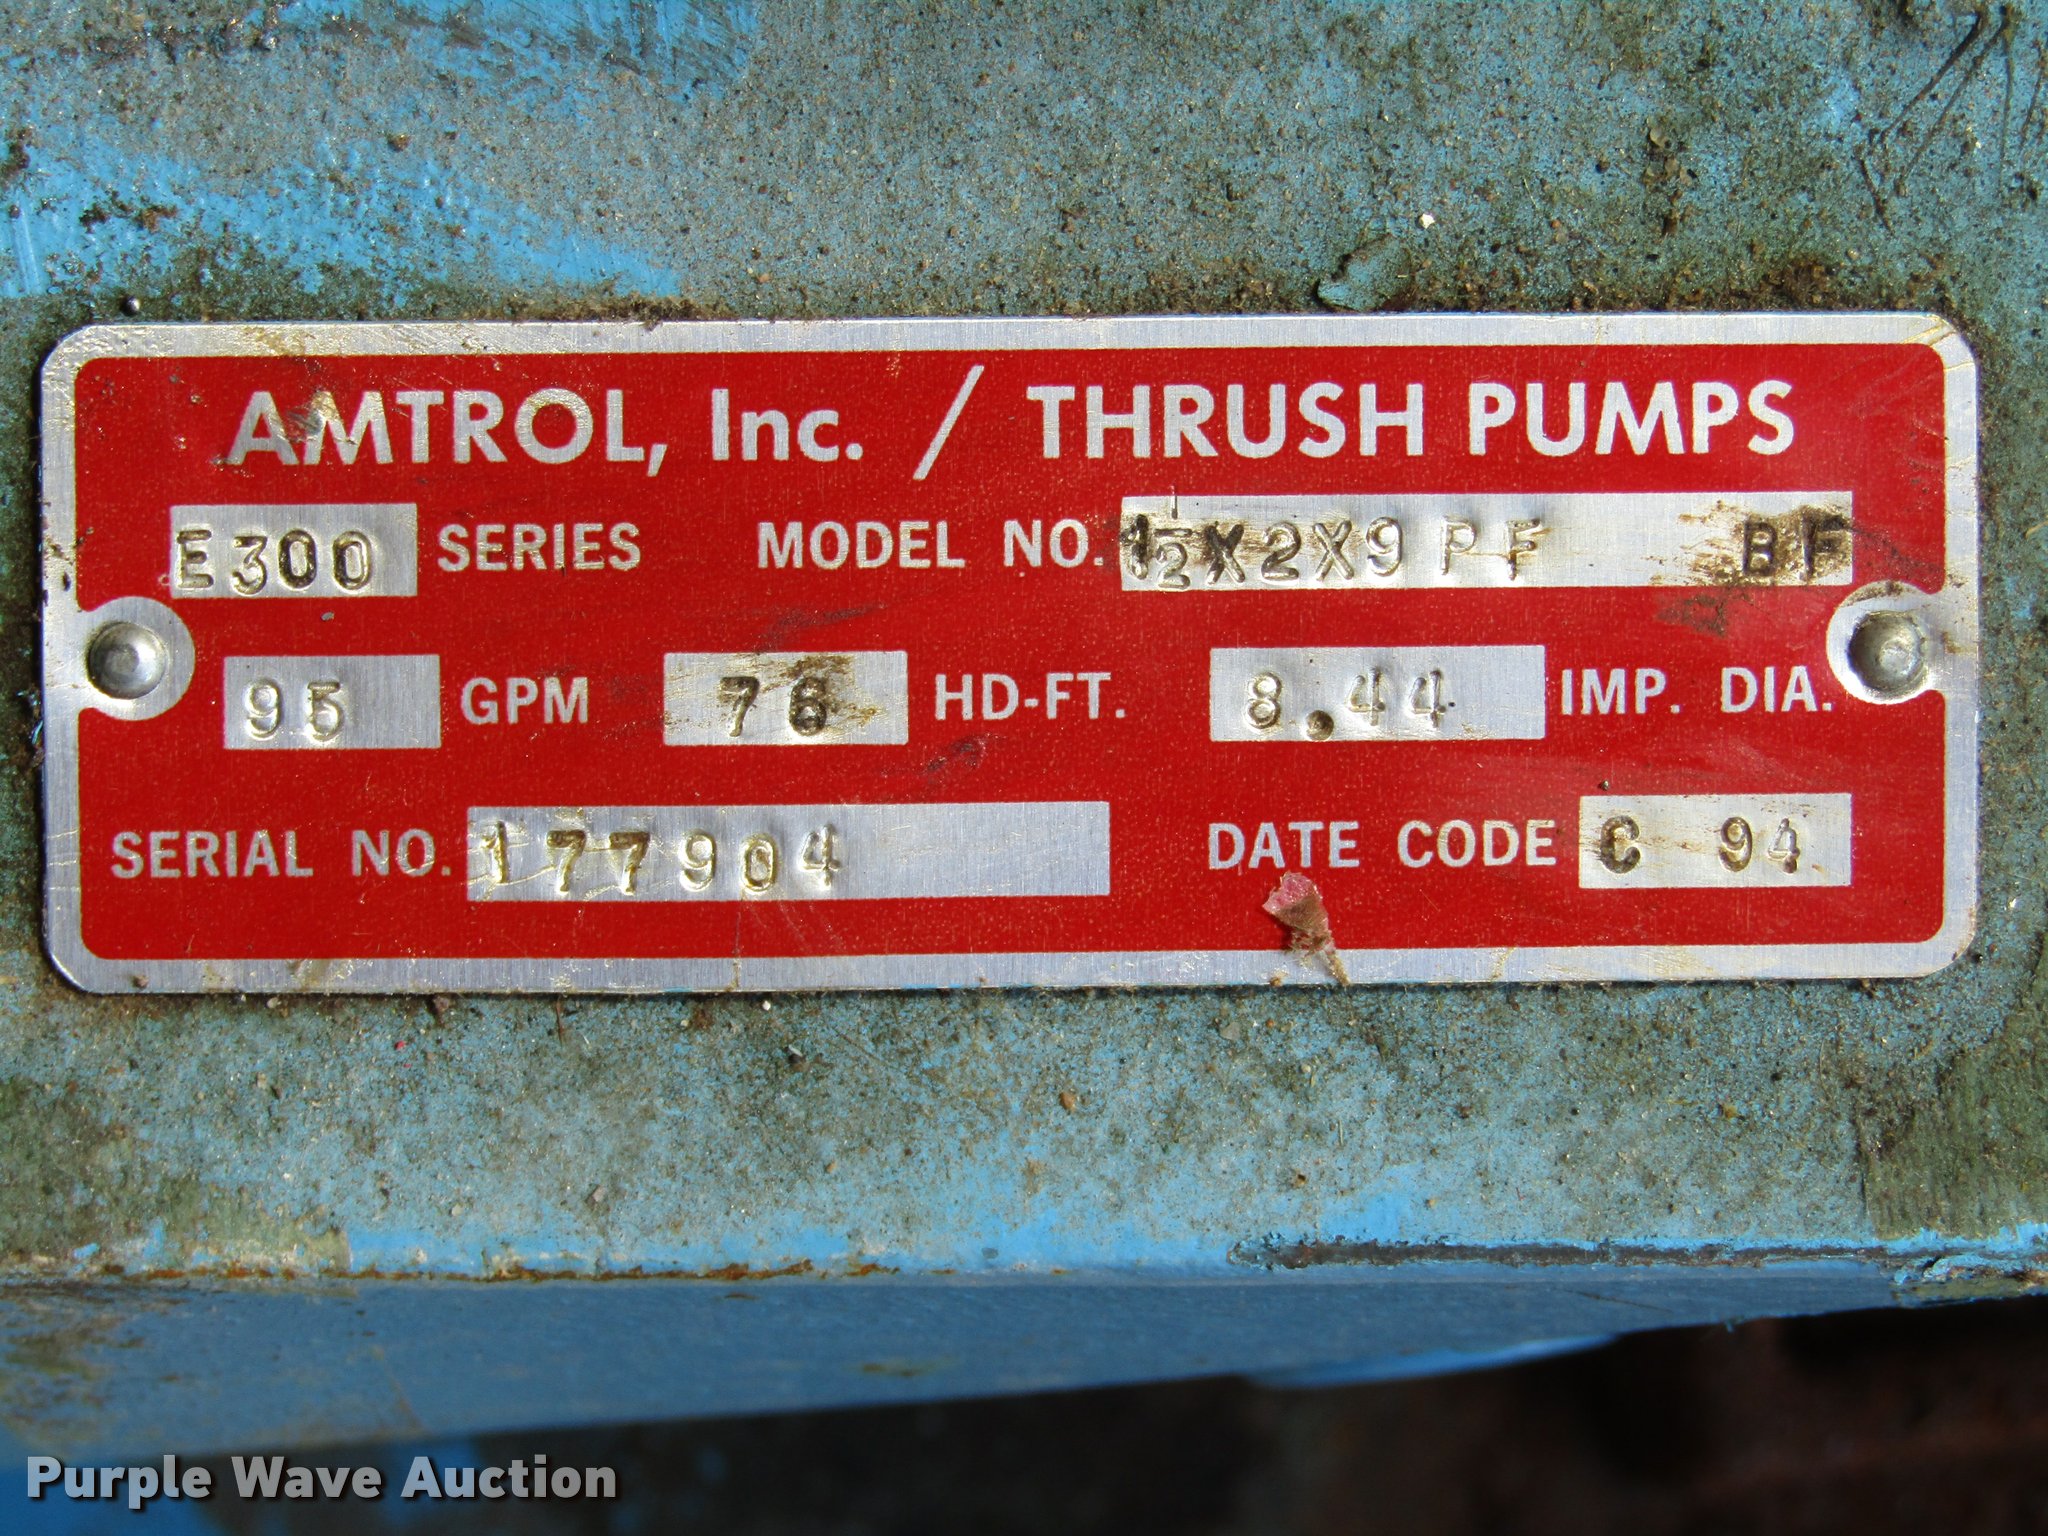 AMTROL, Inc. / THRUSH PUMPS
E300 SERIES MODEL NO. 1½X2X9 PF BF
95 GPM 76 HD-FT. 8.44 IMP. DIA.
SERIAL NO. 177904 DATE CODE C 94
Purple Wave Auction